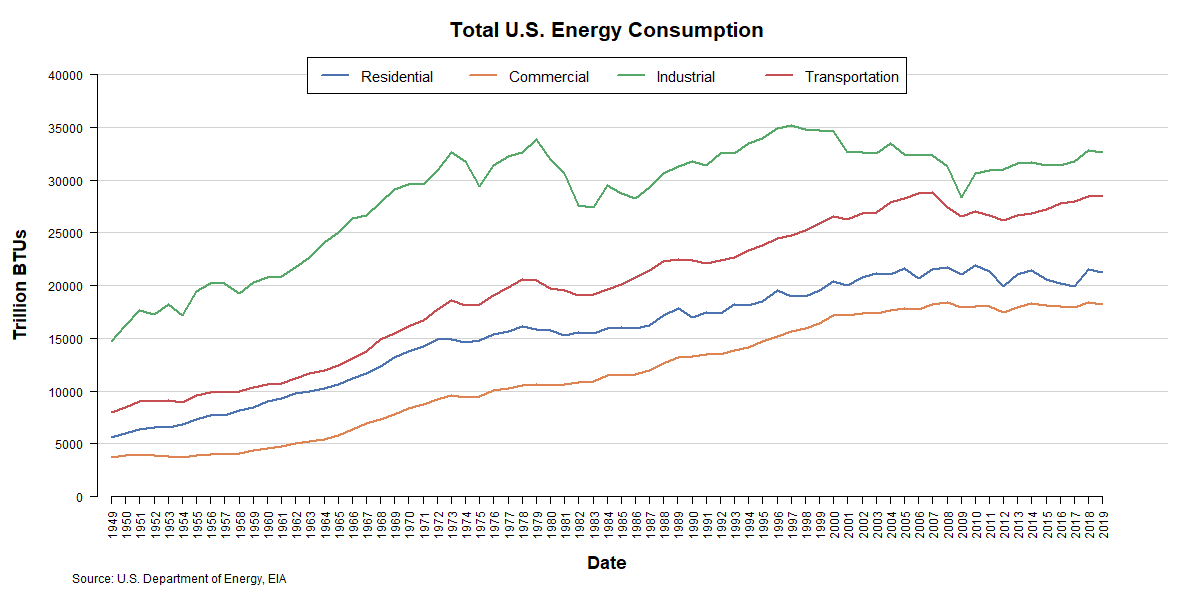 Total U.S. Energy Consumption
Residential Commercial Industrial Transportation
40000
35000
30000
25000
20000
15000
10000
5000
0
Trillion BTUs
1949 1950 1951 1952 1953 1954 1955 1956 1957 1958 1959 1960 1961 1962 1963 1964 1965 1966 1967 1968 1969 1970 1971 1972 1973 1974 1975 1976 1977 1978 1979 1980 1981 1982 1983 1984 1985 1986 1987 1988 1989 1990 1991 1992 1993 1994 1995 1996 1997 1998 1999 2000 2001 2002 2003 2004 2005 2006 2007 2008 2009 2010 2011 2012 2013 2014 2015 2016 2017 2018 2019
Date
Source: U.S. Department of Energy, EIA